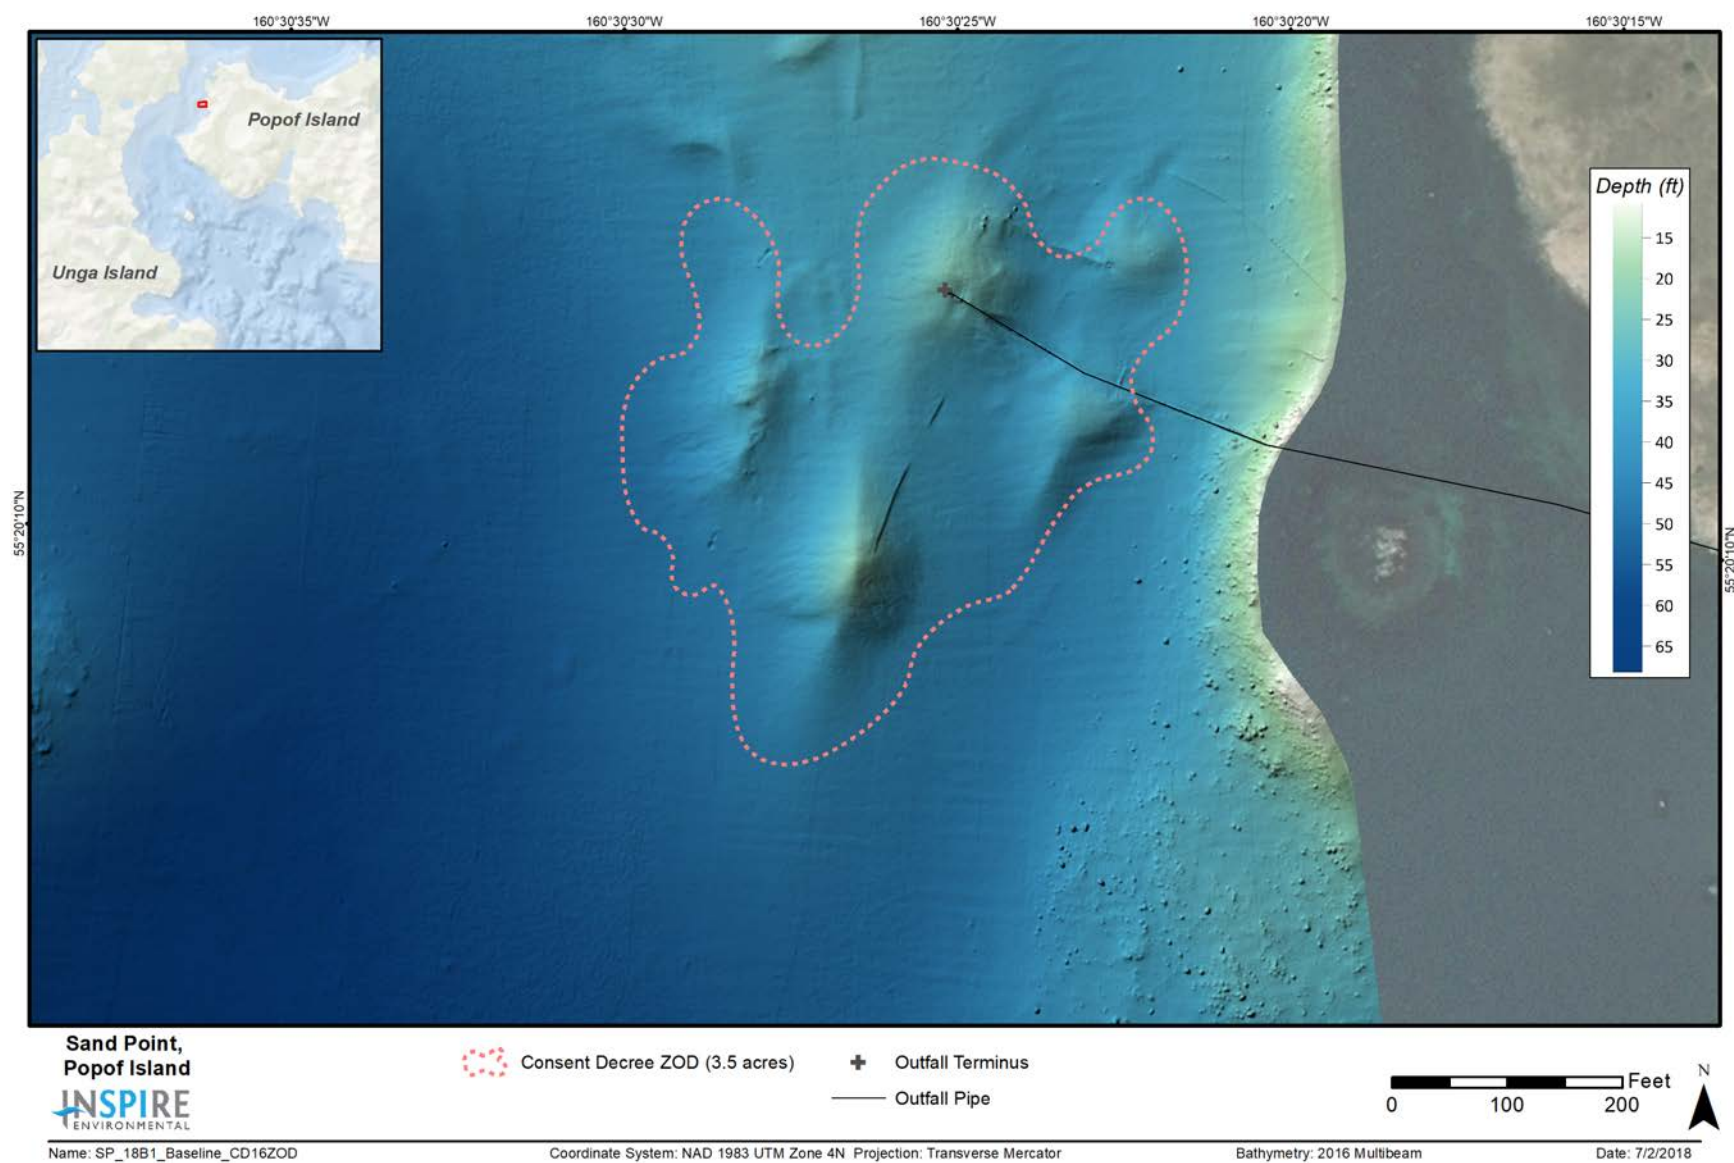 160°30'35"W
160°30'30"W
160°30'25"W
160°30'20"W
160°30'15"W
Popof Island
Unga Island
Depth (ft)
15
20
25
30
35
40
45
50
55
60
65
55°20'10"N
55°20'10"N
Sand Point,
Popof Island
INSPIRE
ENVIRONMENTAL
Consent Decree ZOD (3.5 acres)
Outfall Terminus
Outfall Pipe
Feet
0 100 200
N
Name: SP_18B1_Baseline_CD16ZOD
Coordinate System: NAD 1983 UTM Zone 4N Projection: Transverse Mercator
Bathymetry: 2016 Multibeam
Date: 7/2/2018